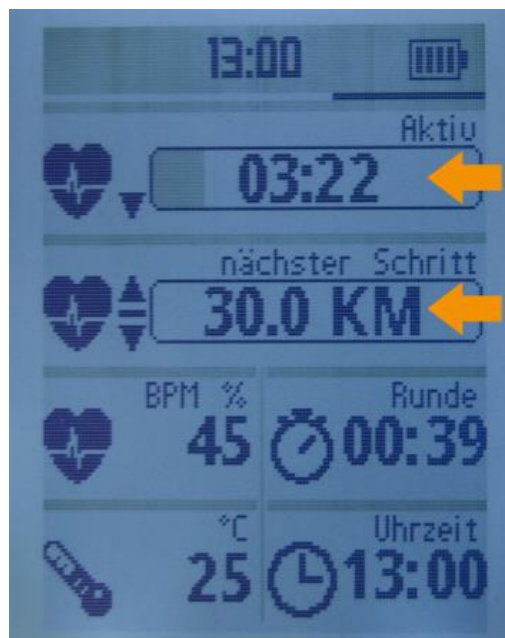 13:00
Aktiv
03:22
nächster Schritt
30.0 KM
BPM %
45
Runde
00:39
°C
25
Uhrzeit
13:00